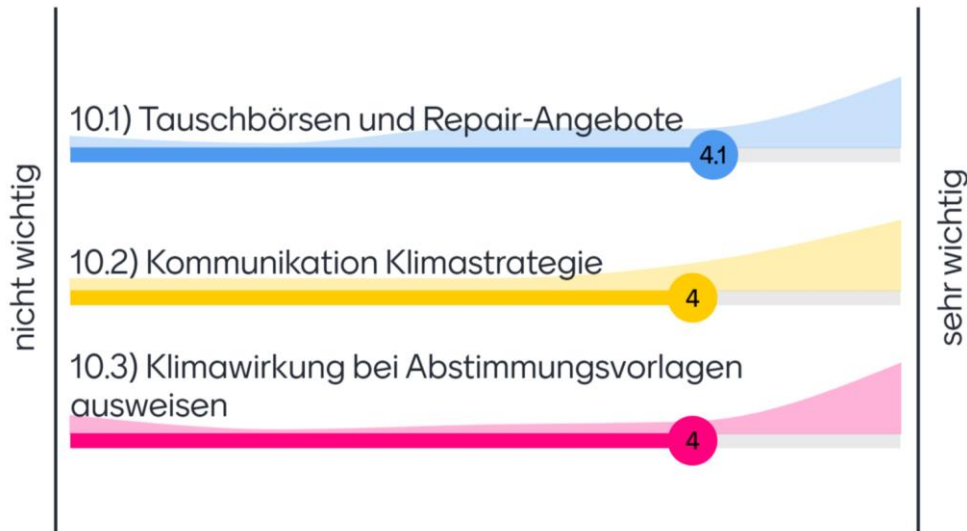 nicht wichtig
10.1) Tauschbörsen und Repair-Angebote
4.1
10.2) Kommunikation Klimastrategie
4
10.3) Klimawirkung bei Abstimmungsvorlagen
ausweisen
4
sehr wichtig